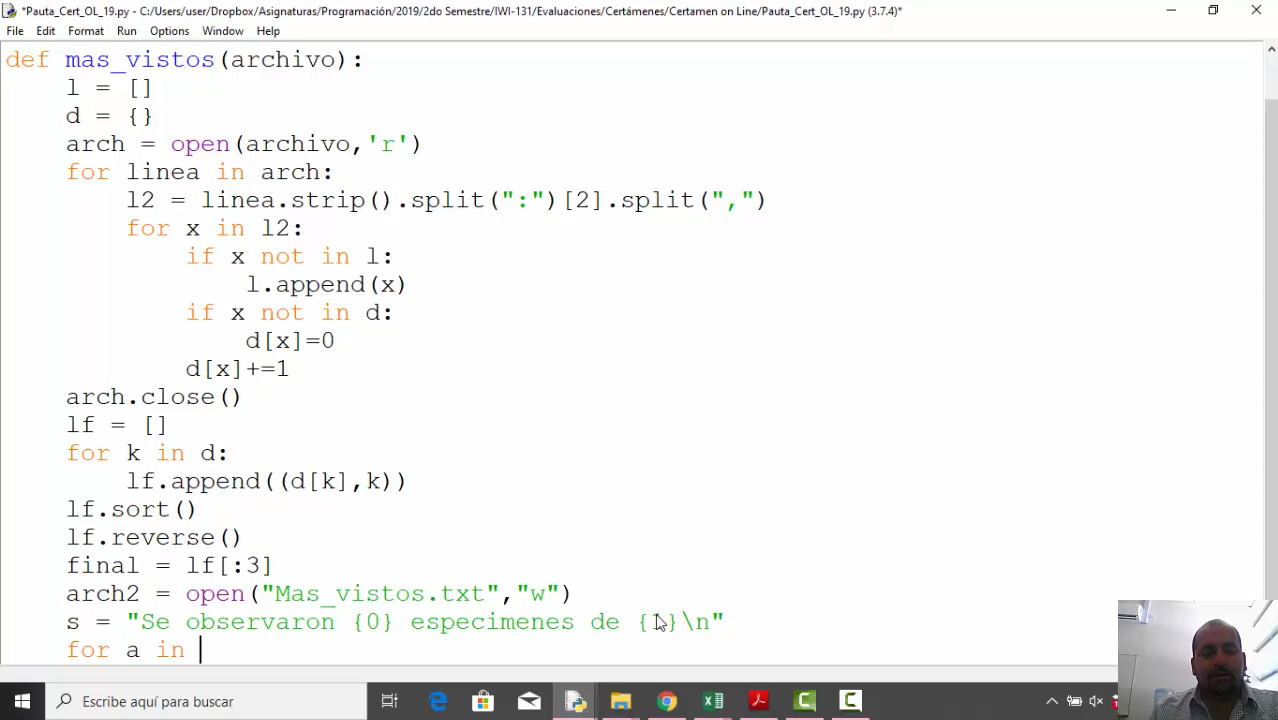 *Pauta_Cert_OL_19.py - C:/Users/user/Dropbox/Asignaturas/Programación/2019/2do Semestre/IWI-131/Evaluaciones/Certámenes/Certamen on Line/Pauta_Cert_OL_19.py (3.7.4)*
File Edit Format Run Options Window Help
def mas_vistos(archivo):
    l = []
    d = {}
    arch = open(archivo,'r')
    for linea in arch:
        l2 = linea.strip().split(":")[2].split(",")
        for x in l2:
            if x not in l:
                l.append(x)
            if x not in d:
                d[x]=0
            d[x]+=1
    arch.close()
    lf = []
    for k in d:
        lf.append((d[k],k))
    lf.sort()
    lf.reverse()
    final = lf[:3]
    arch2 = open("Mas_vistos.txt","w")
    s = "Se observaron {0} especimenes de {1}\n"
    for a in
Escribe aquí para buscar